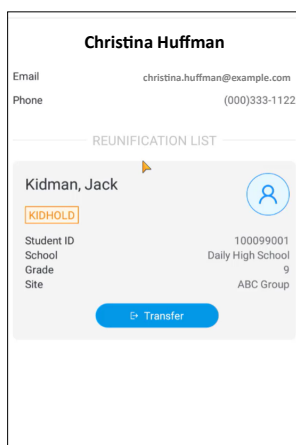 Christina Huffman
Email christina.huffman@example.com
Phone (000)333-1122
REUNIFICATION LIST
Kidman, Jack
KIDHOLD
Student ID 100099001
School Daily High School
Grade 9
Site ABC Group
Transfer